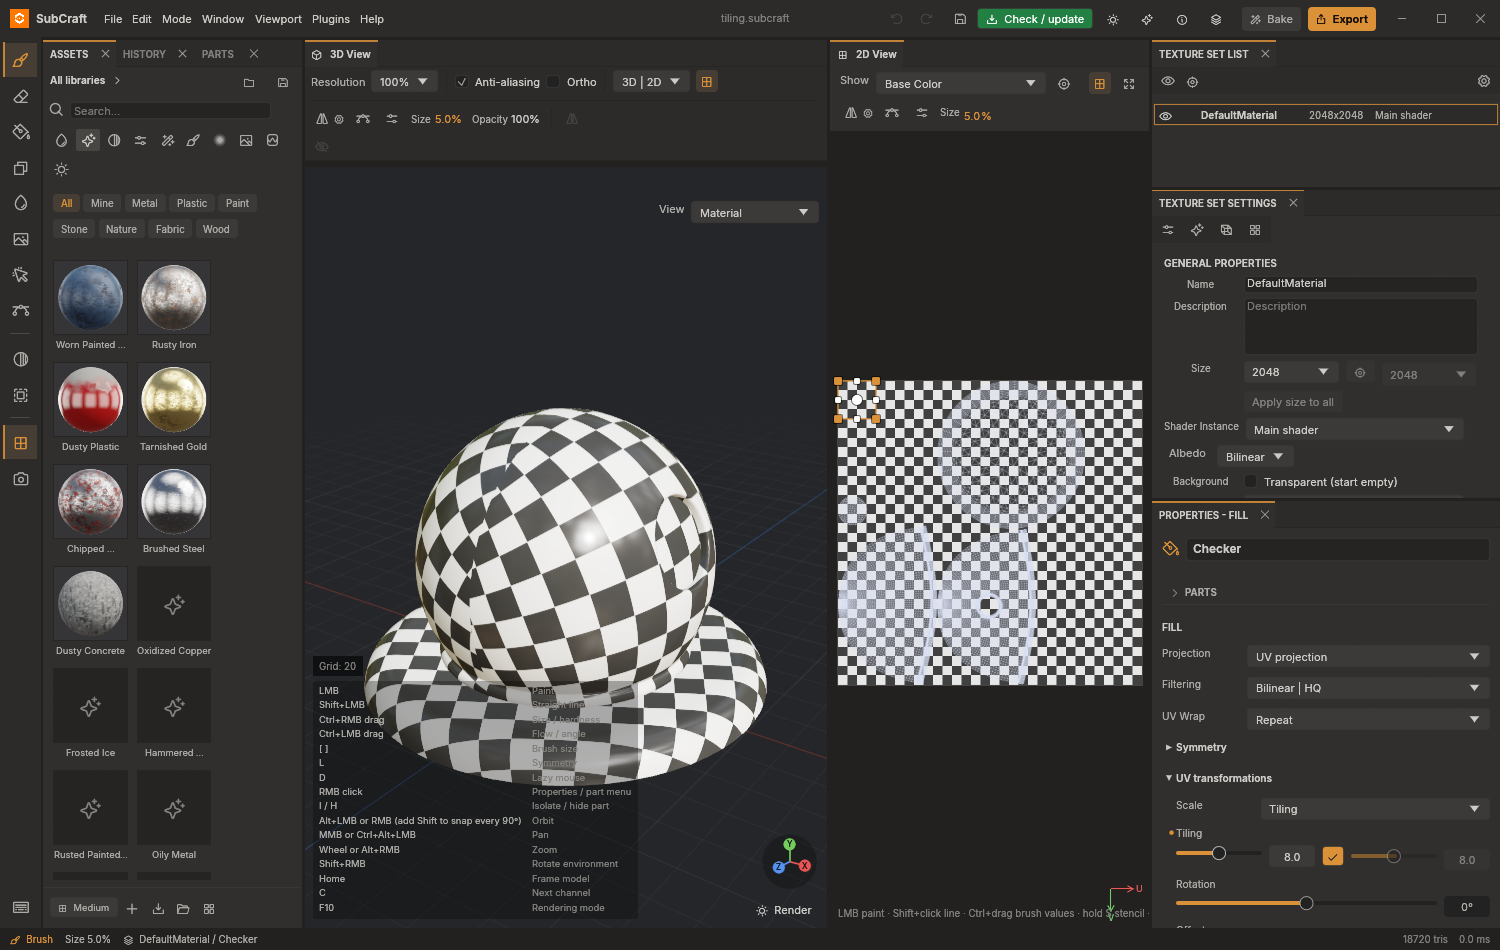 SubCraft File Edit Mode Window Viewport Plugins Help
tiling.subcraft
Check / update
Bake
Export
ASSETS HISTORY PARTS
All libraries
Search...
All Mine Metal Plastic Paint
Stone Nature Fabric Wood
Worn Painted ... Rusty Iron
Dusty Plastic Tarnished Gold
Chipped ... Brushed Steel
Dusty Concrete Oxidized Copper
Frosted Ice Hammered ...
Rusted Painted... Oily Metal
Medium
3D View
Resolution 100% Anti-aliasing Ortho 3D | 2D
Size 5.0% Opacity 100%
View Material
Grid: 20
LMB Paint
Shift+LMB Straight line
Ctrl+RMB drag Size / hardness
Ctrl+LMB drag Flow / angle
[ ] Brush size
L Symmetry
D Lazy mouse
RMB click Properties / part menu
I / H Isolate / hide part
Alt+LMB or RMB (add Shift to snap every 90°) Orbit
MMB or Ctrl+Alt+LMB Pan
Wheel or Alt+RMB Zoom
Shift+RMB Rotate environment
Home Frame model
C Next channel
F10 Rendering mode
Y
Z X
Render
2D View
Show Base Color
Size 5.0%
U
V
LMB paint · Shift+click line · Ctrl+drag brush values · hold S stencil ·
TEXTURE SET LIST
DefaultMaterial 2048x2048 Main shader
TEXTURE SET SETTINGS
GENERAL PROPERTIES
Name DefaultMaterial
Description Description
Size 2048 2048
Apply size to all
Shader Instance Main shader
Albedo Bilinear
Background Transparent (start empty)
PROPERTIES - FILL
Checker
PARTS
FILL
Projection UV projection
Filtering Bilinear | HQ
UV Wrap Repeat
Symmetry
UV transformations
Scale Tiling
Tiling
8.0 8.0
Rotation
0°
Brush Size 5.0% DefaultMaterial / Checker
18720 tris 0.0 ms